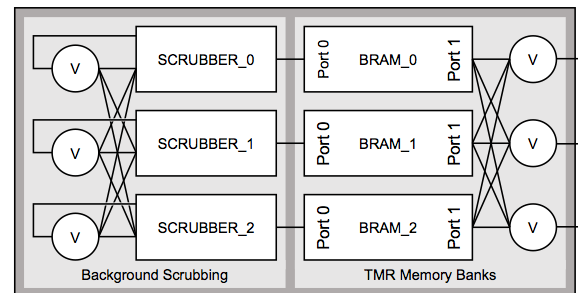 V SCRUBBER_0 Port 0 BRAM_0 Port 1 V
V SCRUBBER_1 Port 0 BRAM_1 Port 1 V
V SCRUBBER_2 Port 0 BRAM_2 Port 1 V
Background Scrubbing TMR Memory Banks